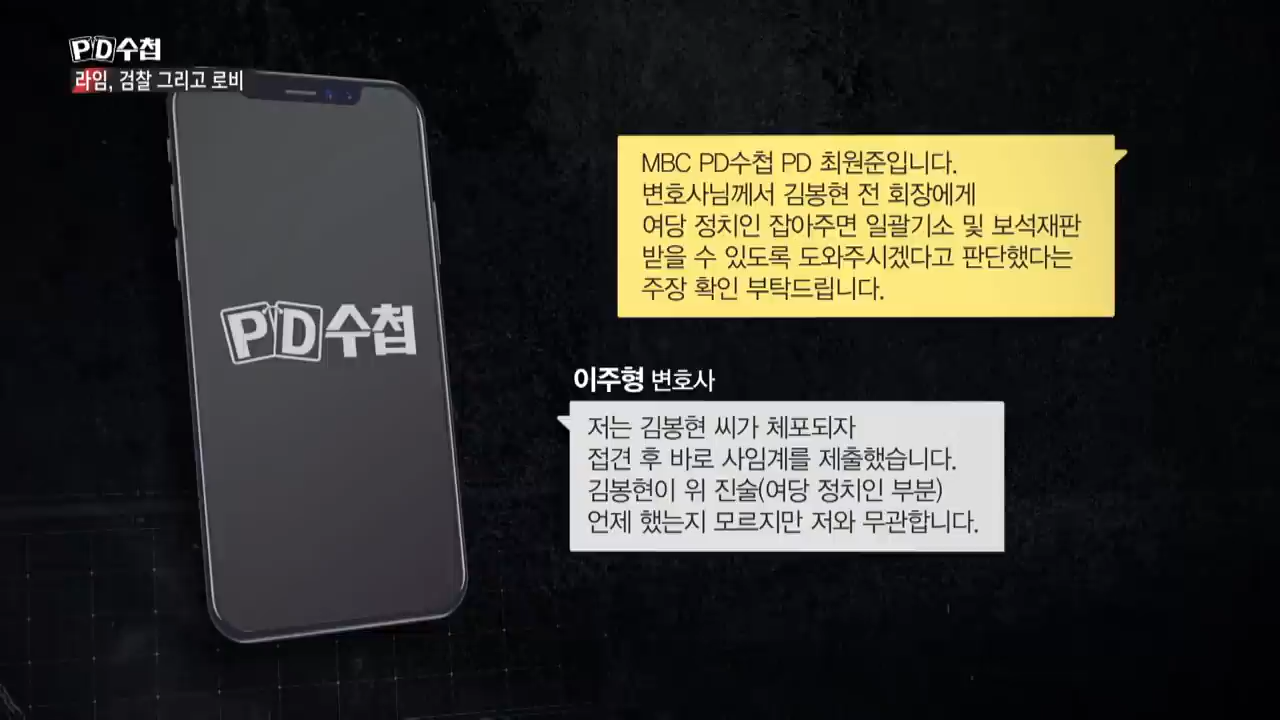 PD수첩
라임, 검찰 그리고 로비
PD수첩
MBC PD수첩 PD 최원준입니다.
변호사님께서 김봉현 전 회장에게
여당 정치인 잡아주면 일괄기소 및 보석재판
받을 수 있도록 도와주시겠다고 판단했다는
주장 확인 부탁드립니다.
이주형 변호사
저는 김봉현 씨가 체포되자
접견 후 바로 사임계를 제출했습니다.
김봉현이 위 진술(여당 정치인 부분)
언제 했는지 모르지만 저와 무관합니다.